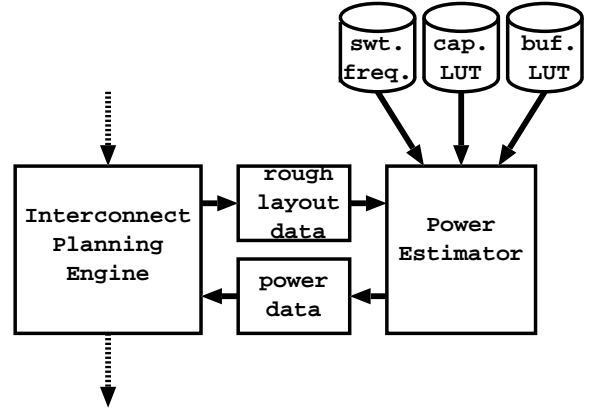 swt.
freq.
cap.
LUT
buf.
LUT
Interconnect
Planning
Engine
rough
layout
data
power
data
Power
Estimator